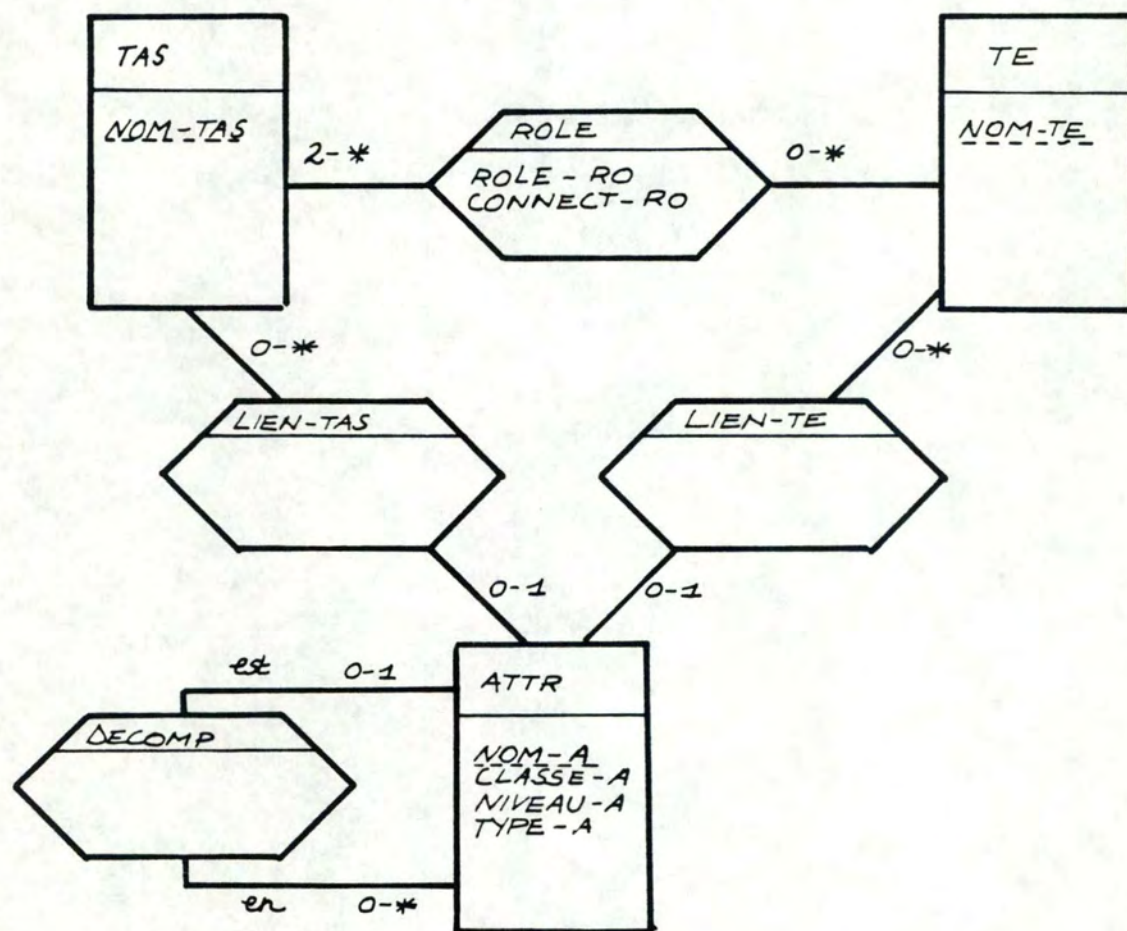 TAS
NOM-TAS
2-*
ROLE
ROLE-RO
CONNECT-RO
0-*
TE
NOM-TE
0-*
0-*
LIEN-TAS
LIEN-TE
0-1
0-1
est
0-1
DECOMP
en
0-*
ATTR
NOM-A
CLASSE-A
NIVEAU-A
TYPE-A